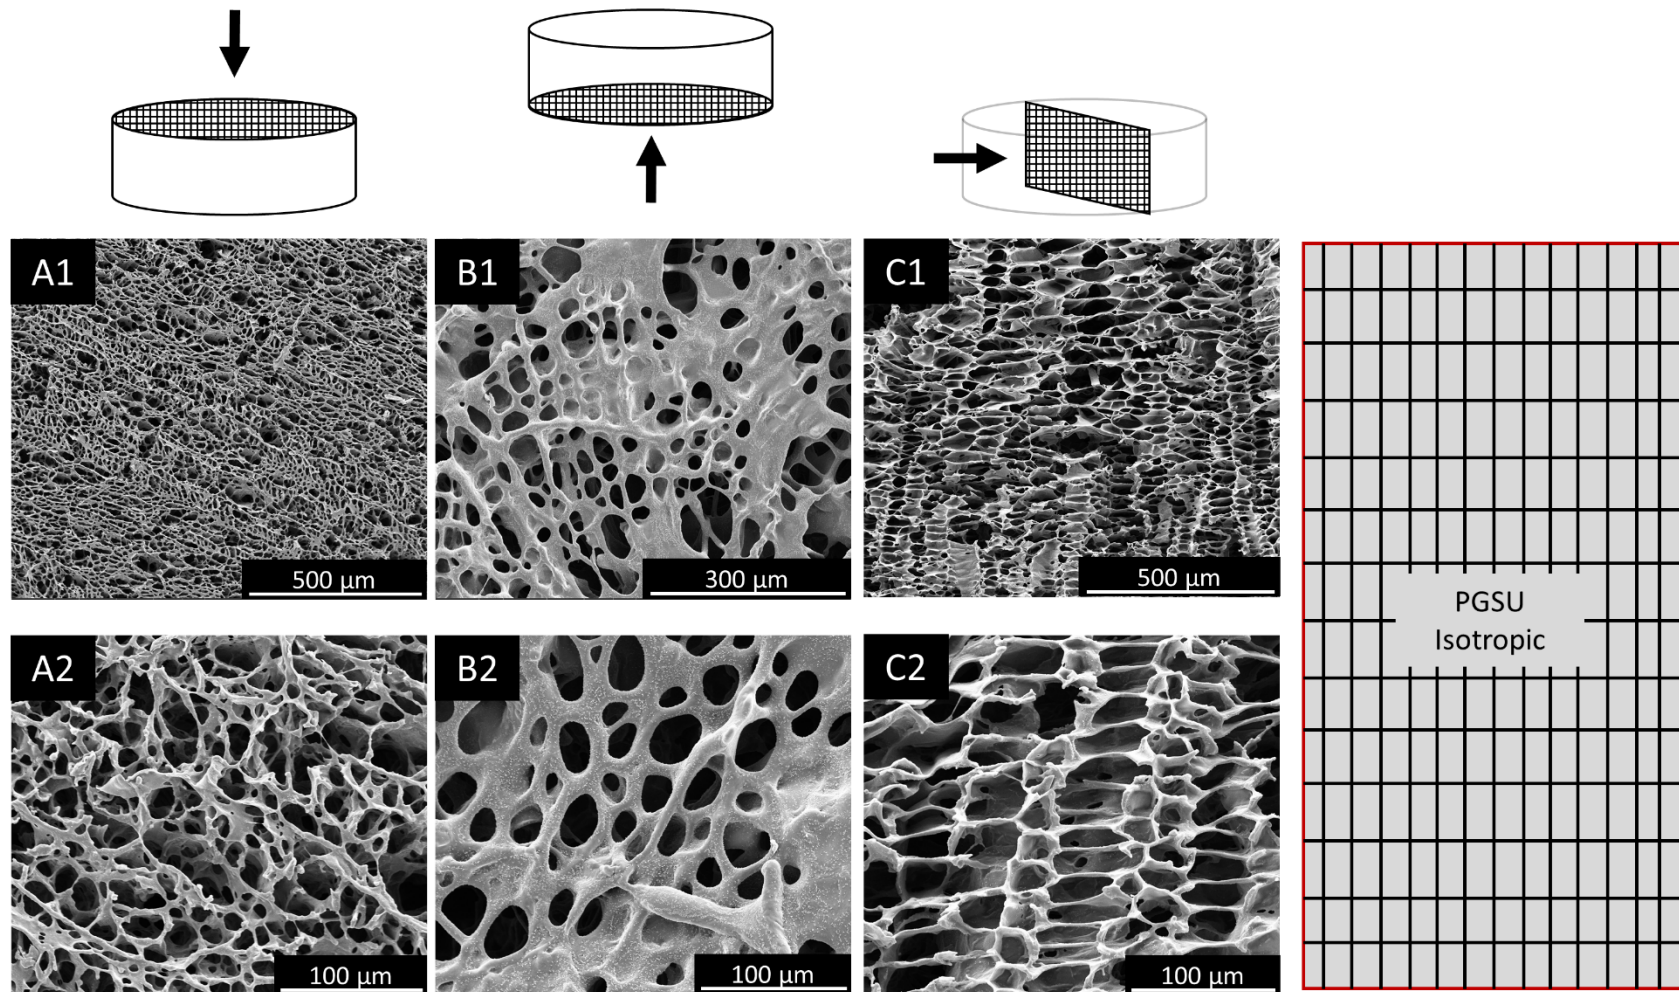 A1
B1
C1
500 μm
300 μm
500 μm
PGSU
Isotropic
A2
B2
C2
100 μm
100 μm
100 μm